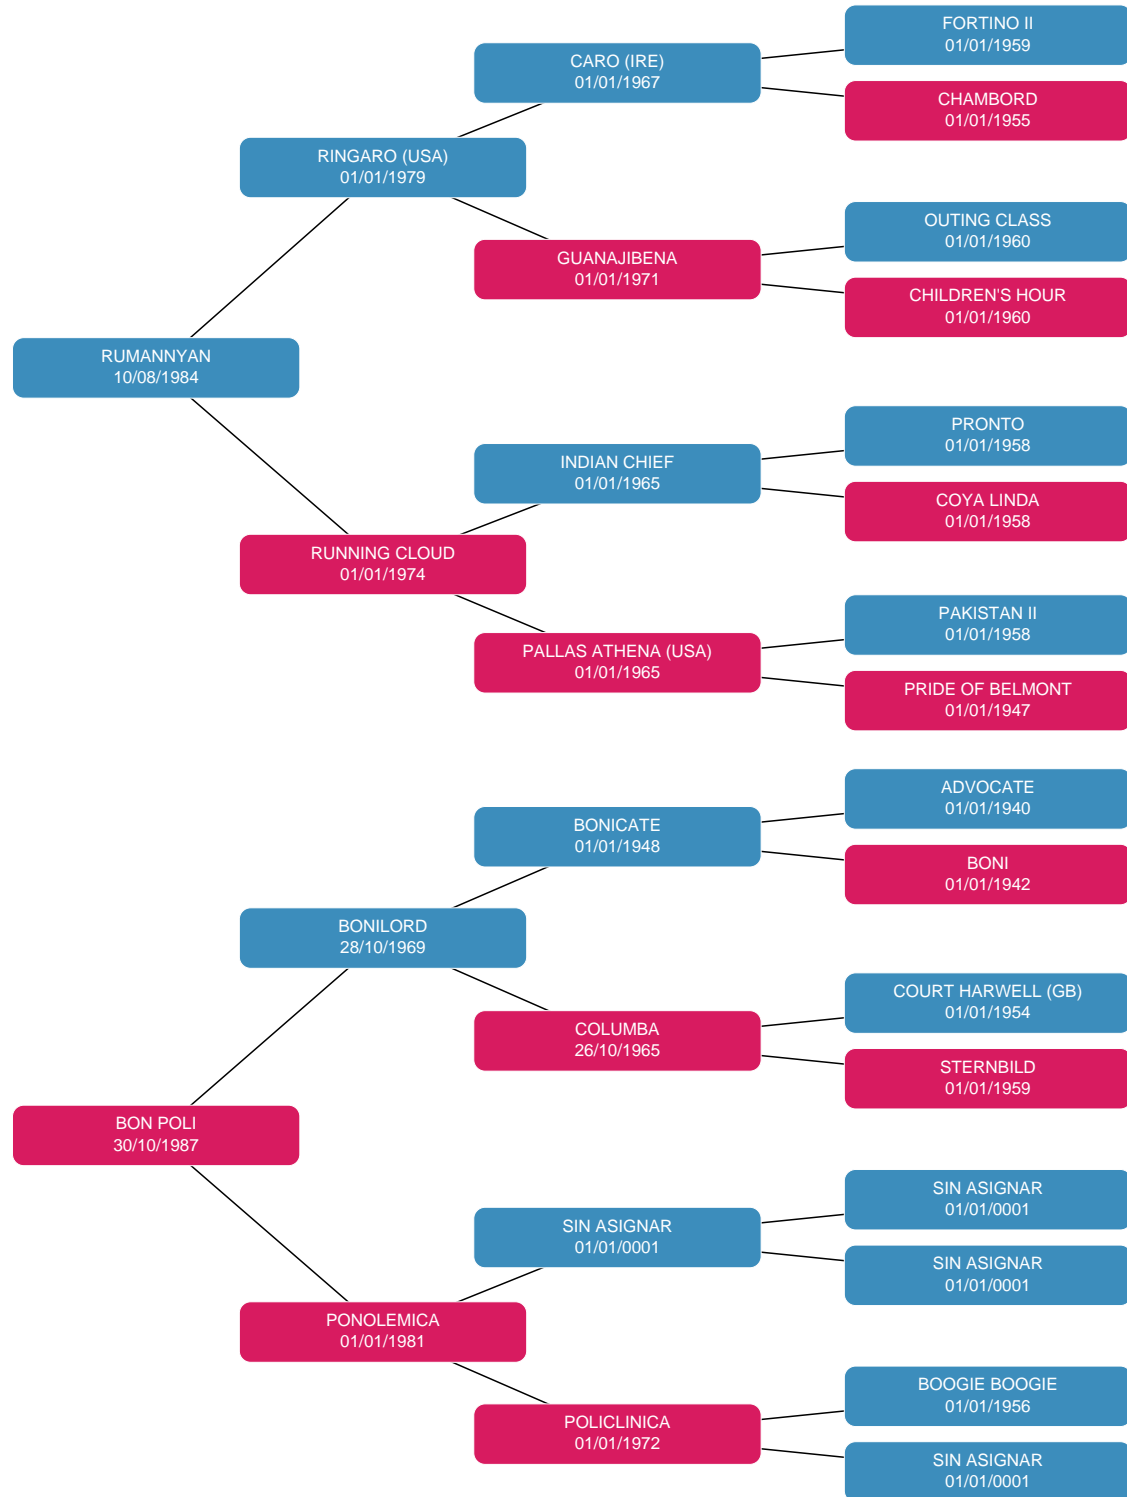 FORTINO II
01/01/1959
CARO (IRE)
01/01/1967
CHAMBORD
01/01/1955
RINGARO (USA)
01/01/1979
OUTING CLASS
01/01/1960
GUANAJIBENA
01/01/1971
CHILDREN'S HOUR
01/01/1960
RUMANNYAN
10/08/1984
PRONTO
01/01/1958
INDIAN CHIEF
01/01/1965
COYA LINDA
01/01/1958
RUNNING CLOUD
01/01/1974
PAKISTAN II
01/01/1958
PALLAS ATHENA (USA)
01/01/1965
PRIDE OF BELMONT
01/01/1947
ADVOCATE
01/01/1940
BONICATE
01/01/1948
BONI
01/01/1942
BONILORD
28/10/1969
COURT HARWELL (GB)
01/01/1954
COLUMBA
26/10/1965
STERNBILD
01/01/1959
BON POLI
30/10/1987
SIN ASIGNAR
01/01/0001
SIN ASIGNAR
01/01/0001
SIN ASIGNAR
01/01/0001
PONOLEMICA
01/01/1981
BOOGIE BOOGIE
01/01/1956
POLICLINICA
01/01/1972
SIN ASIGNAR
01/01/0001